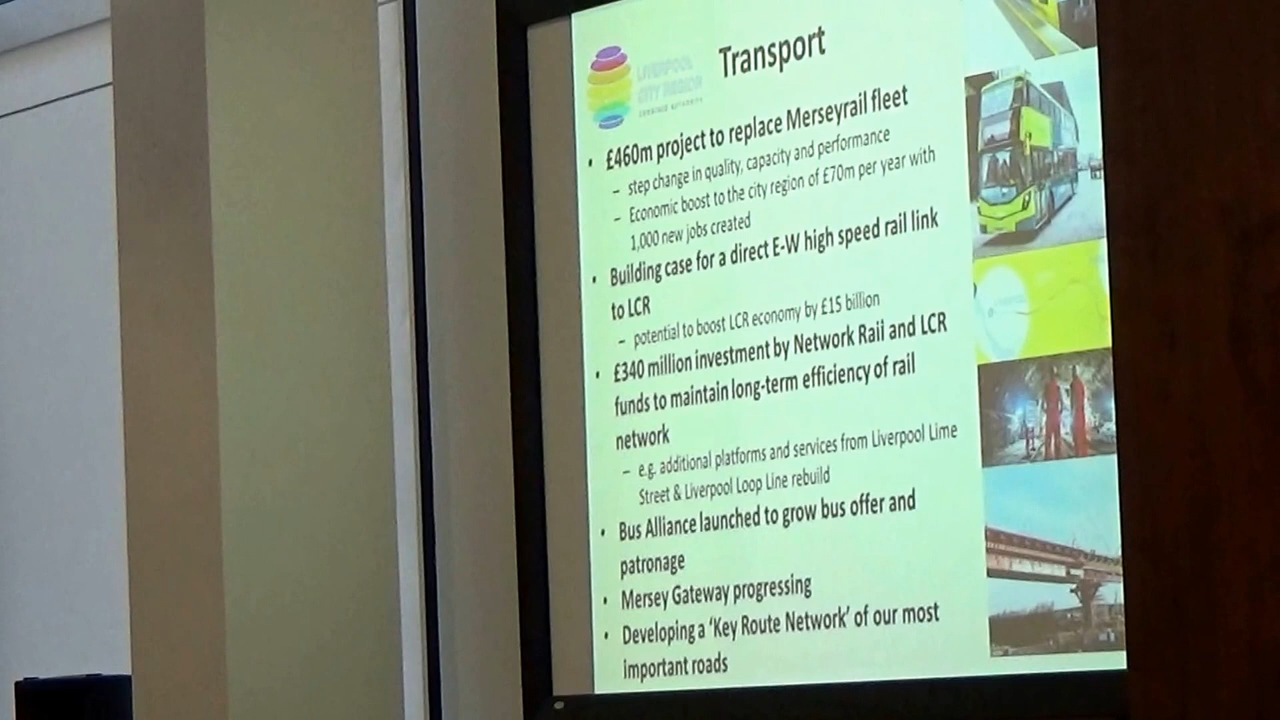 LIVERPOOL
CITY REGION
COMBINED AUTHORITY
Transport
• £460m project to replace Merseyrail fleet
– step change in quality, capacity and performance
– Economic boost to the city region of £70m per year with
1,000 new jobs created
• Building case for a direct E-W high speed rail link
to LCR
– potential to boost LCR economy by £15 billion
• £340 million investment by Network Rail and LCR
funds to maintain long-term efficiency of rail
network
– e.g. additional platforms and services from Liverpool Lime
Street & Liverpool Loop Line rebuild
• Bus Alliance launched to grow bus offer and
patronage
• Mersey Gateway progressing
• Developing a ‘Key Route Network’ of our most
important roads